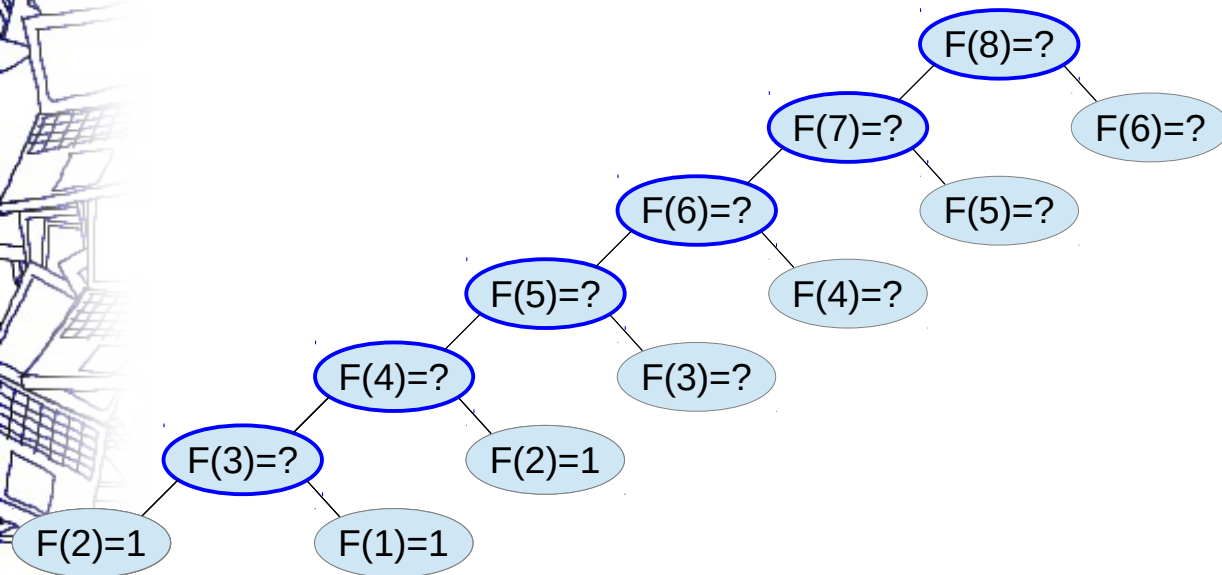 F(8)=?
F(7)=?
F(6)=?
F(6)=?
F(5)=?
F(5)=?
F(4)=?
F(4)=?
F(3)=?
F(3)=?
F(2)=1
F(2)=1
F(1)=1